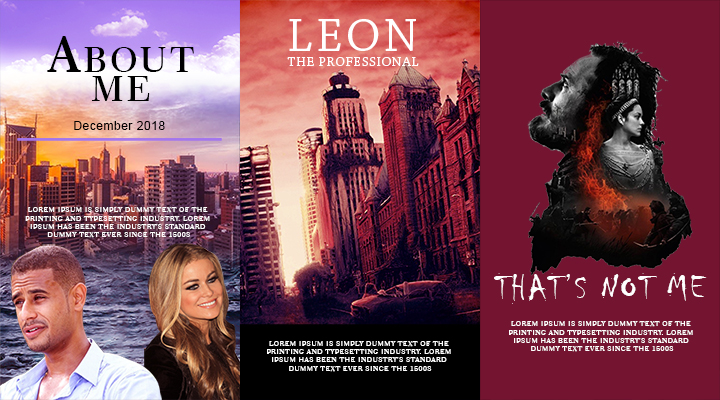 ABOUT
ME
December 2018
LOREM IPSUM IS SIMPLY DUMMY TEXT OF THE
PRINTING AND TYPESETTING INDUSTRY. LOREM
IPSUM HAS BEEN THE INDUSTRY'S STANDARD
DUMMY TEXT EVER SINCE THE 1500S
LEON
THE PROFESSIONAL
LOREM IPSUM IS SIMPLY DUMMY TEXT OF THE
PRINTING AND TYPESETTING INDUSTRY. LOREM
IPSUM HAS BEEN THE INDUSTRY'S STANDARD
DUMMY TEXT EVER SINCE THE 1500S
THAT'S NOT ME
LOREM IPSUM IS SIMPLY DUMMY TEXT OF THE
PRINTING AND TYPESETTING INDUSTRY. LOREM
IPSUM HAS BEEN THE INDUSTRY'S STANDARD
DUMMY TEXT EVER SINCE THE 1500S